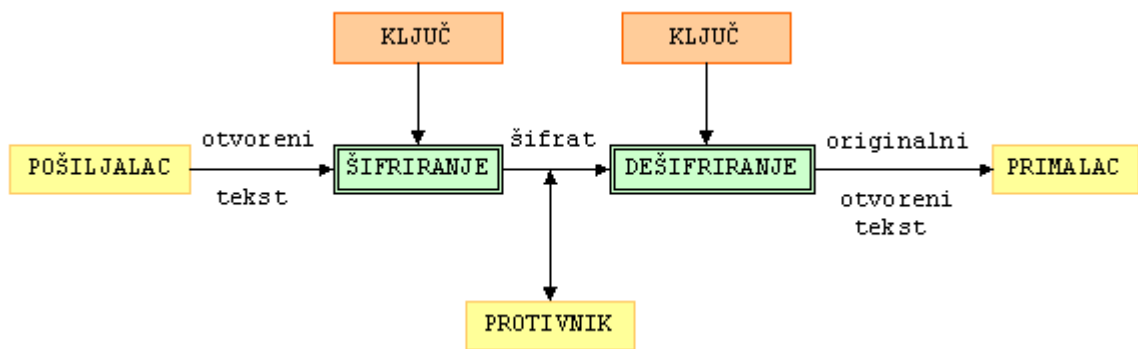 KLJUČ
KLJUČ
otvoreni
šifrat
originalni
POŠILJALAC
ŠIFRIRANJE
DEŠIFRIRANJE
PRIMALAC
tekst
otvoreni
tekst
PROTIVNIK